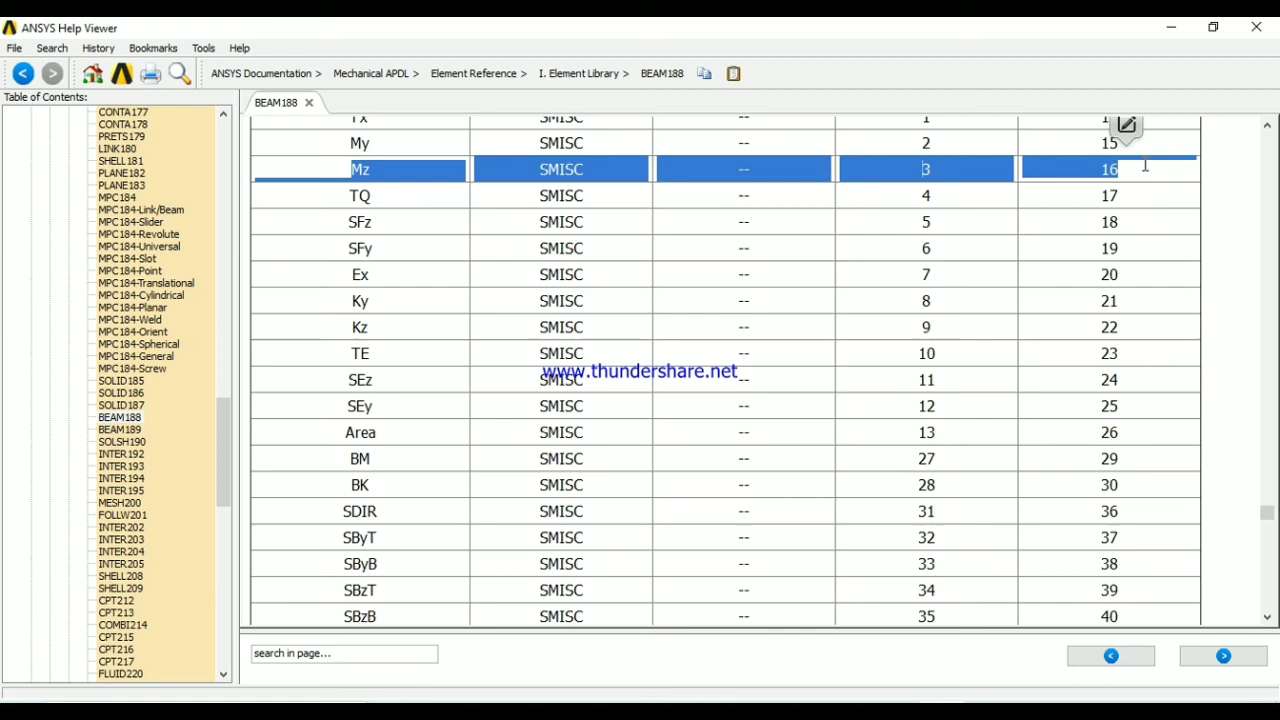 ANSYS Help Viewer
File Search History Bookmarks Tools Help
ANSYS Documentation > Mechanical APDL > Element Reference > I. Element Library > BEAM188
Table of Contents:
CONTA177
CONTA178
PRETS179
LINK180
SHELL181
PLANE182
PLANE183
MPC184
MPC184-Link/Beam
MPC184-Slider
MPC184-Revolute
MPC184-Universal
MPC184-Slot
MPC184-Point
MPC184-Translational
MPC184-Cylindrical
MPC184-Planar
MPC184-Weld
MPC184-Orient
MPC184-Spherical
MPC184-General
MPC184-Screw
SOLID185
SOLID186
SOLID187
BEAM188
BEAM189
SOLSH190
INTER192
INTER193
INTER194
INTER195
MESH200
FOLLW201
INTER202
INTER203
INTER204
INTER205
SHELL208
SHELL209
CPT212
CPT213
COMBI214
CPT215
CPT216
CPT217
FLUID220
BEAM188
Fx SMISC -- 1
My SMISC -- 2 15
Mz SMISC -- 3 16
TQ SMISC -- 4 17
SFz SMISC -- 5 18
SFy SMISC -- 6 19
Ex SMISC -- 7 20
Ky SMISC -- 8 21
Kz SMISC -- 9 22
TE SMISC -- 10 23
SEz SMISC -- 11 24
SEy SMISC -- 12 25
Area SMISC -- 13 26
BM SMISC -- 27 29
BK SMISC -- 28 30
SDIR SMISC -- 31 36
SByT SMISC -- 32 37
SByB SMISC -- 33 38
SBzT SMISC -- 34 39
SBzB SMISC -- 35 40
www.thundershare.net
search in page...